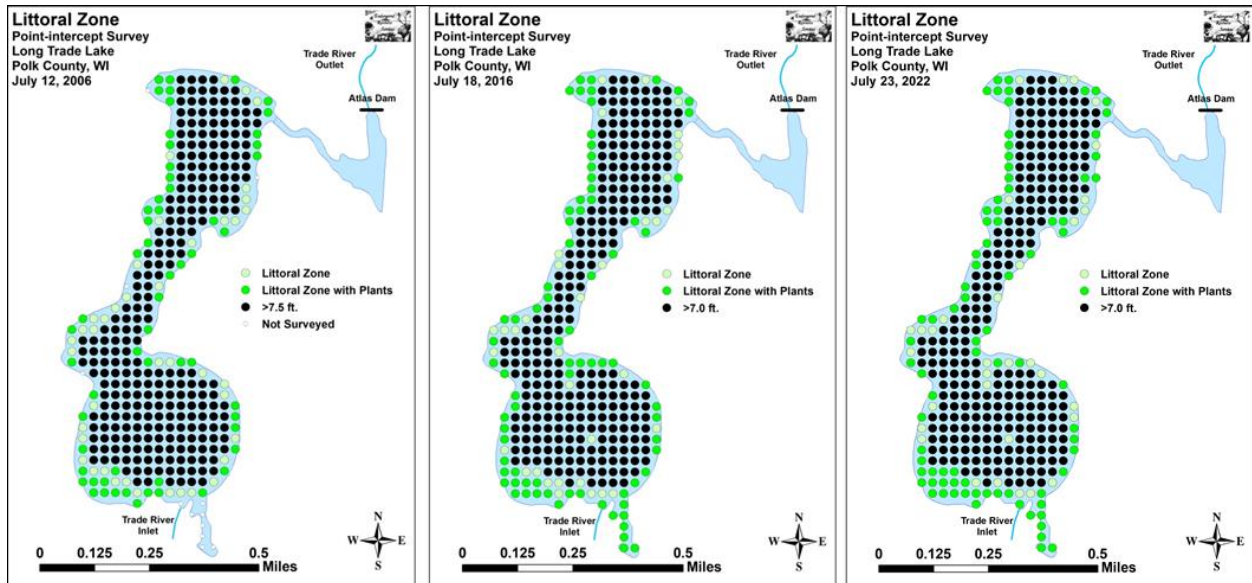 Littoral Zone
Point-intercept Survey
Long Trade Lake
Polk County, WI
July 12, 2006
Trade River
Outlet
Atlas Dam
Littoral Zone
Littoral Zone with Plants
>7.5 ft.
Not Surveyed
Trade River
Inlet
N
W E
S
0 0.125 0.25 0.5
Miles
Littoral Zone
Point-intercept Survey
Long Trade Lake
Polk County, WI
July 18, 2016
Trade River
Outlet
Atlas Dam
Littoral Zone
Littoral Zone with Plants
>7.0 ft.
Trade River
Inlet
N
W E
S
0 0.125 0.25 0.5
Miles
Littoral Zone
Point-intercept Survey
Long Trade Lake
Polk County, WI
July 23, 2022
Trade River
Outlet
Atlas Dam
Littoral Zone
Littoral Zone with Plants
>7.0 ft.
Trade River
Inlet
N
W E
S
0 0.125 0.25 0.5
Miles